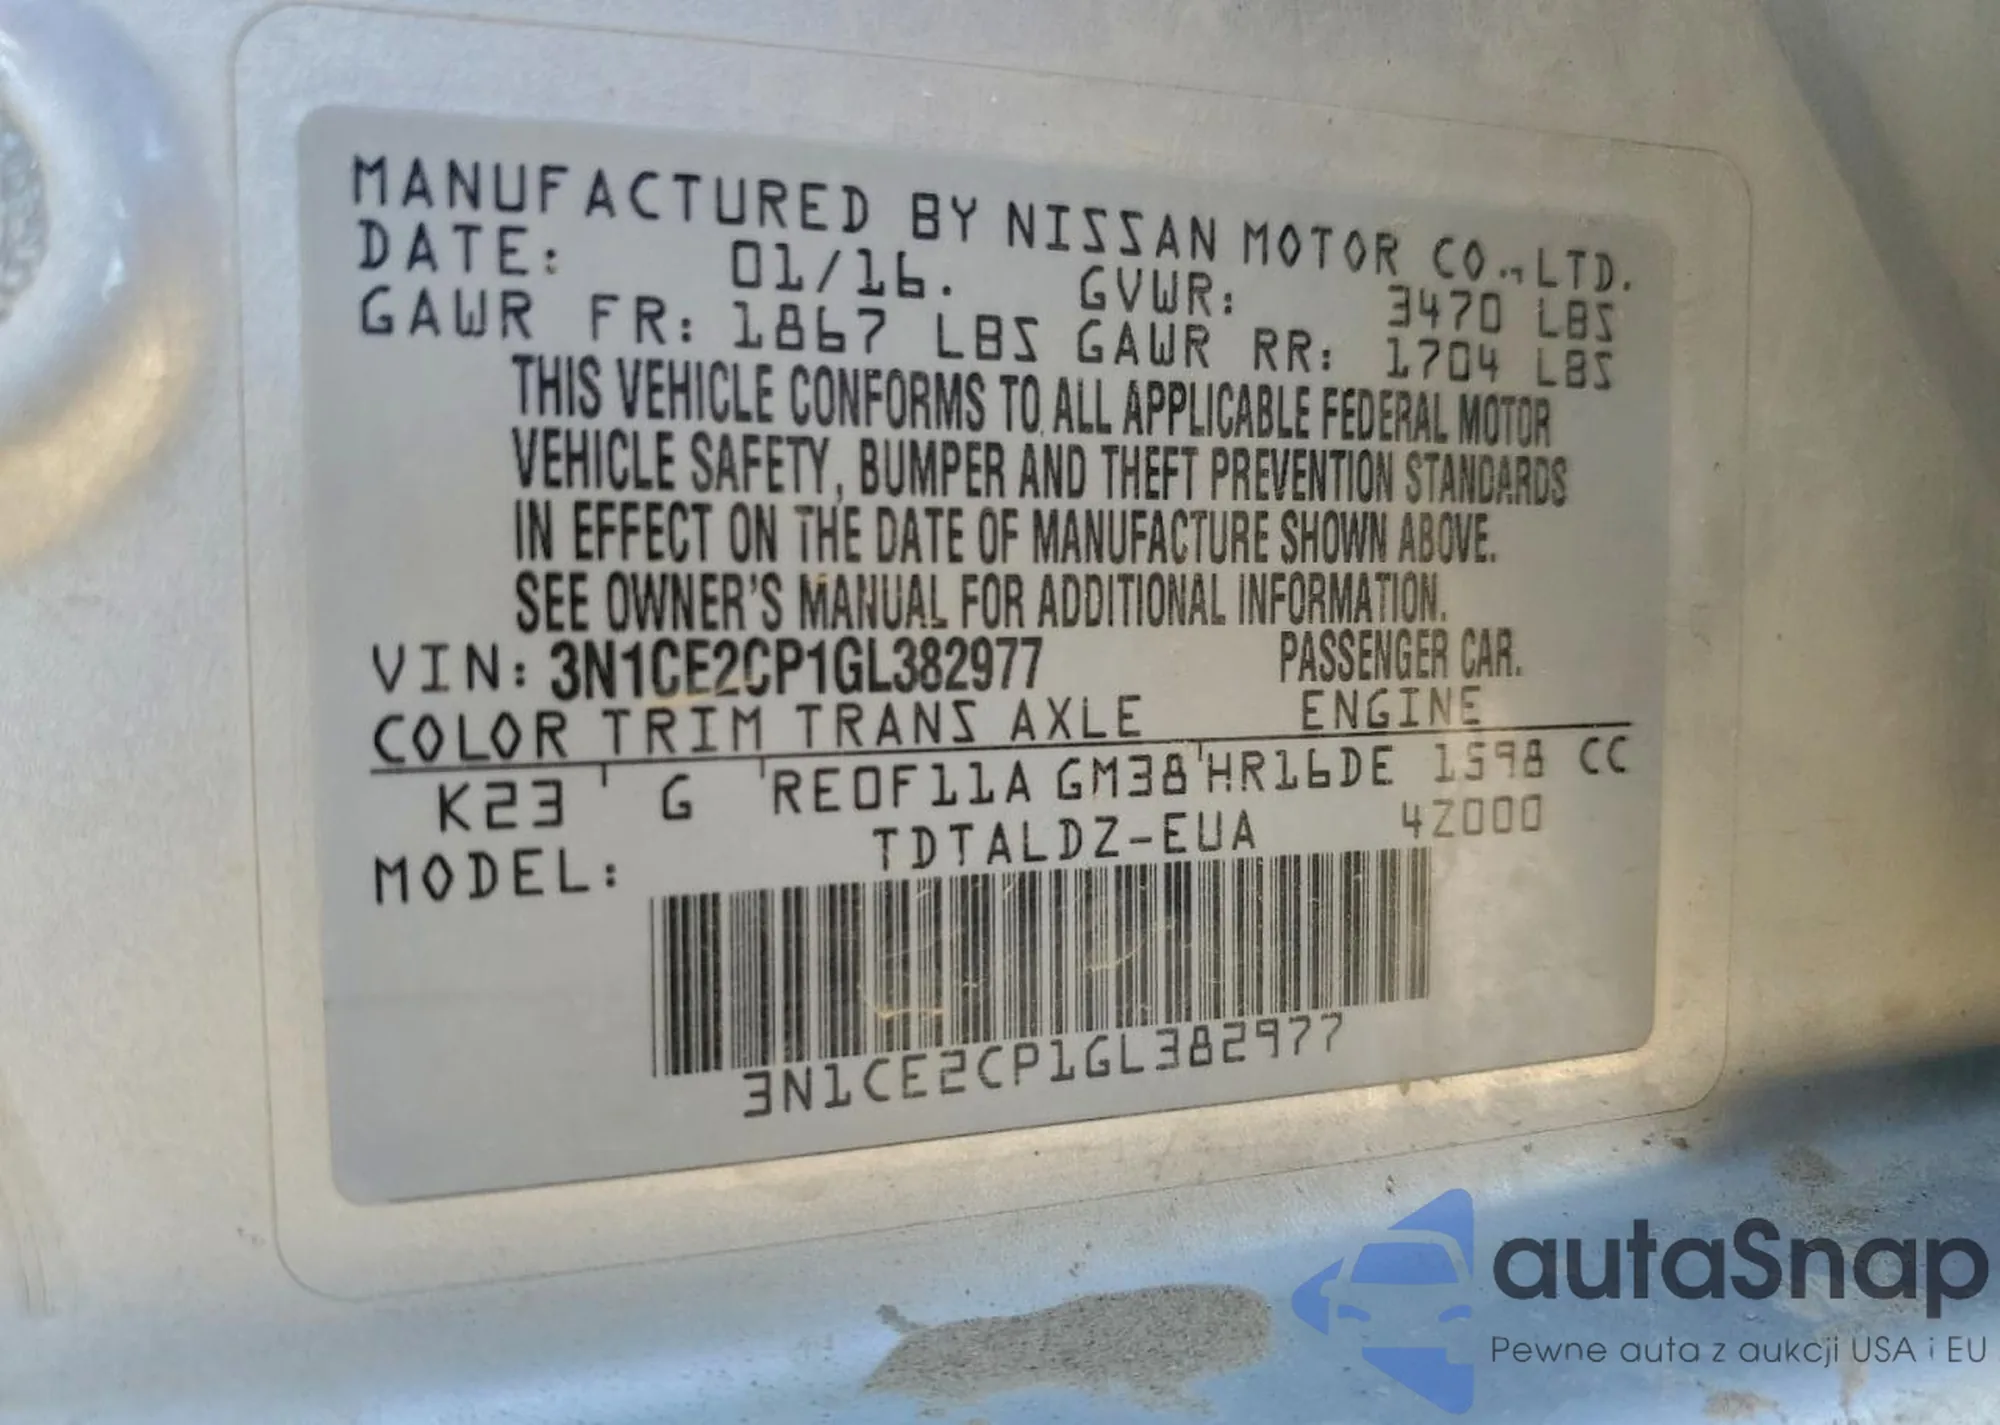 MANUFACTURED BY NISSAN MOTOR CO., LTD.
DATE: 01/16. GVWR: 3470 LBS
GAWR FR: 1867 LBS GAWR RR: 1704 LBS
THIS VEHICLE CONFORMS TO ALL APPLICABLE FEDERAL MOTOR
VEHICLE SAFETY, BUMPER AND THEFT PREVENTION STANDARDS
IN EFFECT ON THE DATE OF MANUFACTURE SHOWN ABOVE.
SEE OWNER'S MANUAL FOR ADDITIONAL INFORMATION.
VIN: 3N1CE2CP1GL382977 PASSENGER CAR.
COLOR TRIM TRANS AXLE ENGINE
K23 G RE0F11A GM38 HR16DE 1598 CC
MODEL: TDTALDZ-EUA 4Z000
3N1CE2CP1GL382977
autaSnap
Pewne auta z aukcji USA i EU